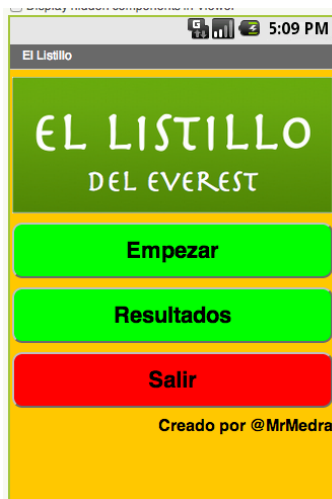 Display hidden components in Viewer
5:09 PM
El Listillo
EL LISTILLO
DEL EVEREST
Empezar
Resultados
Salir
Creado por @MrMedra